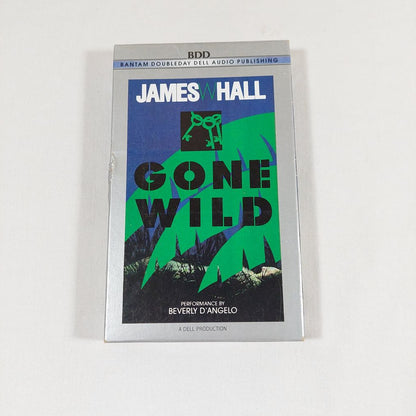 BDD
BANTAM DOUBLEDAY DELL AUDIO PUBLISHING
JAMES W HALL
GONE
WILD
PERFORMANCE BY
BEVERLY D'ANGELO
A DELL PRODUCTION